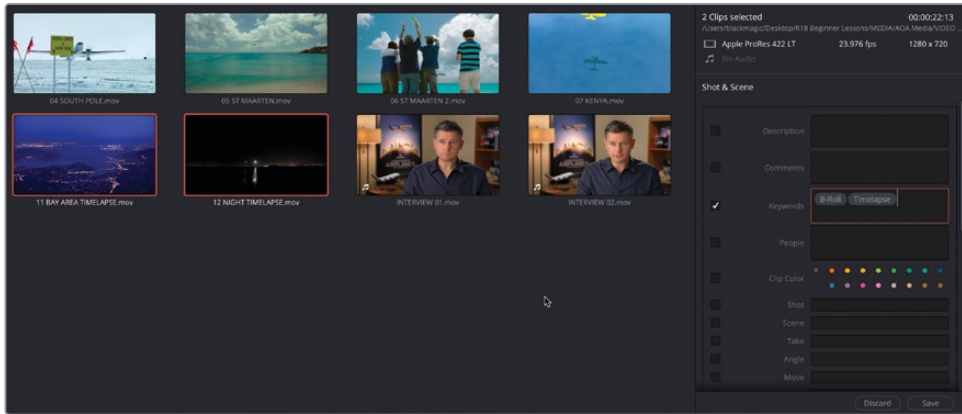 2 Clips selected 00:00:22:13
/Users/blackmagic/Desktop/R18 Beginner Lessons/MEDIA/AOA Media/VIDEO ...
Apple ProRes 422 LT 23.976 fps 1280 x 720
No Audio
Shot & Scene
04 SOUTH POLE.mov 05 ST MAARTEN.mov 06 ST MAARTEN 2.mov 07 KENYA.mov
11 BAY AREA TIMELAPSE.mov 12 NIGHT TIMELAPSE.mov INTERVIEW 01.mov INTERVIEW 02.mov
Description
Comments
Keywords B-Roll Timelapse
People
Clip Color
Shot
Scene
Take
Angle
Move
Discard Save